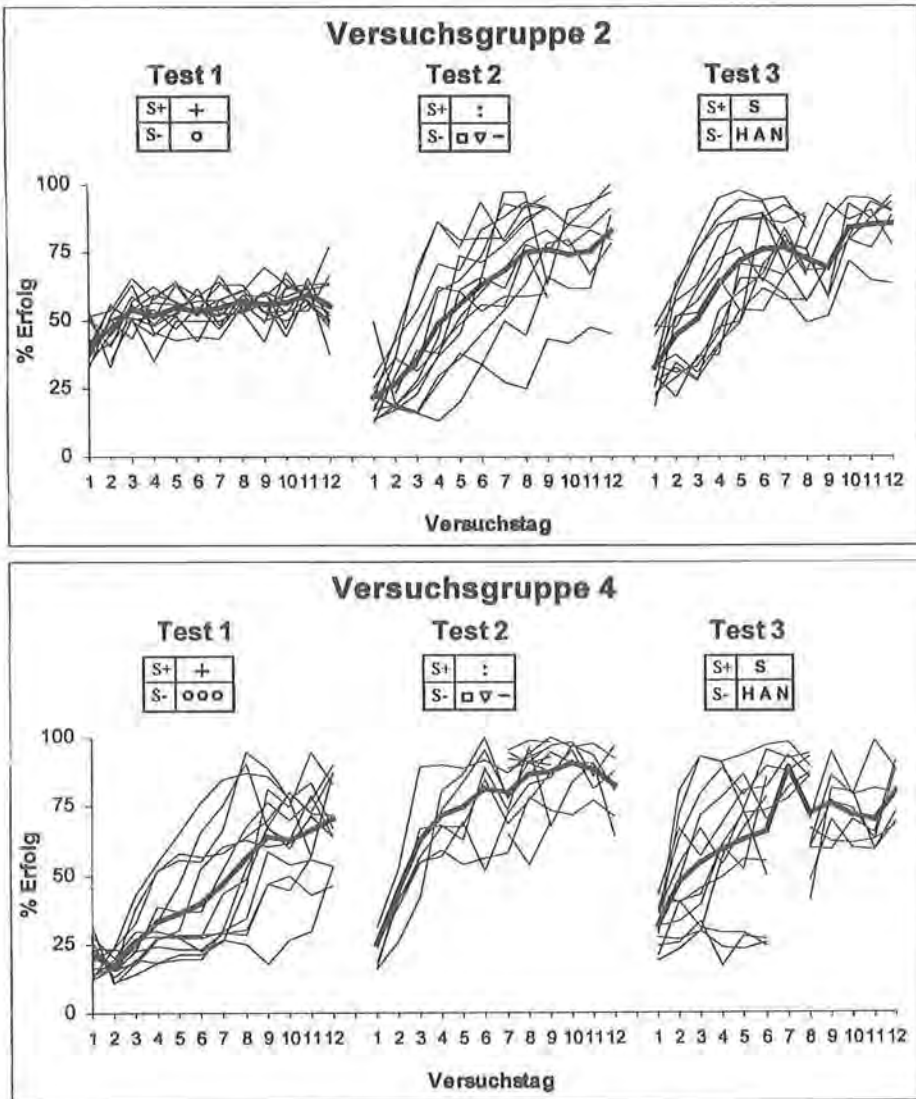 Versuchsgruppe 2
Test 1 Test 2 Test 3
S+ + S+ : S+ S
S- o S- □ ▽ – S- H A N
100
75
50
25
0
% Erfolg
1 2 3 4 5 6 7 8 9 10 11 12 1 2 3 4 5 6 7 8 9 10 11 12 1 2 3 4 5 6 7 8 9 10 11 12
Versuchstag
Versuchsgruppe 4
Test 1 Test 2 Test 3
S+ + S+ : S+ S
S- o o o S- □ ▽ – S- H A N
100
75
50
25
0
% Erfolg
1 2 3 4 5 6 7 8 9 10 11 12 1 2 3 4 5 6 7 8 9 10 11 12 1 2 3 4 5 6 7 8 9 10 11 12
Versuchstag